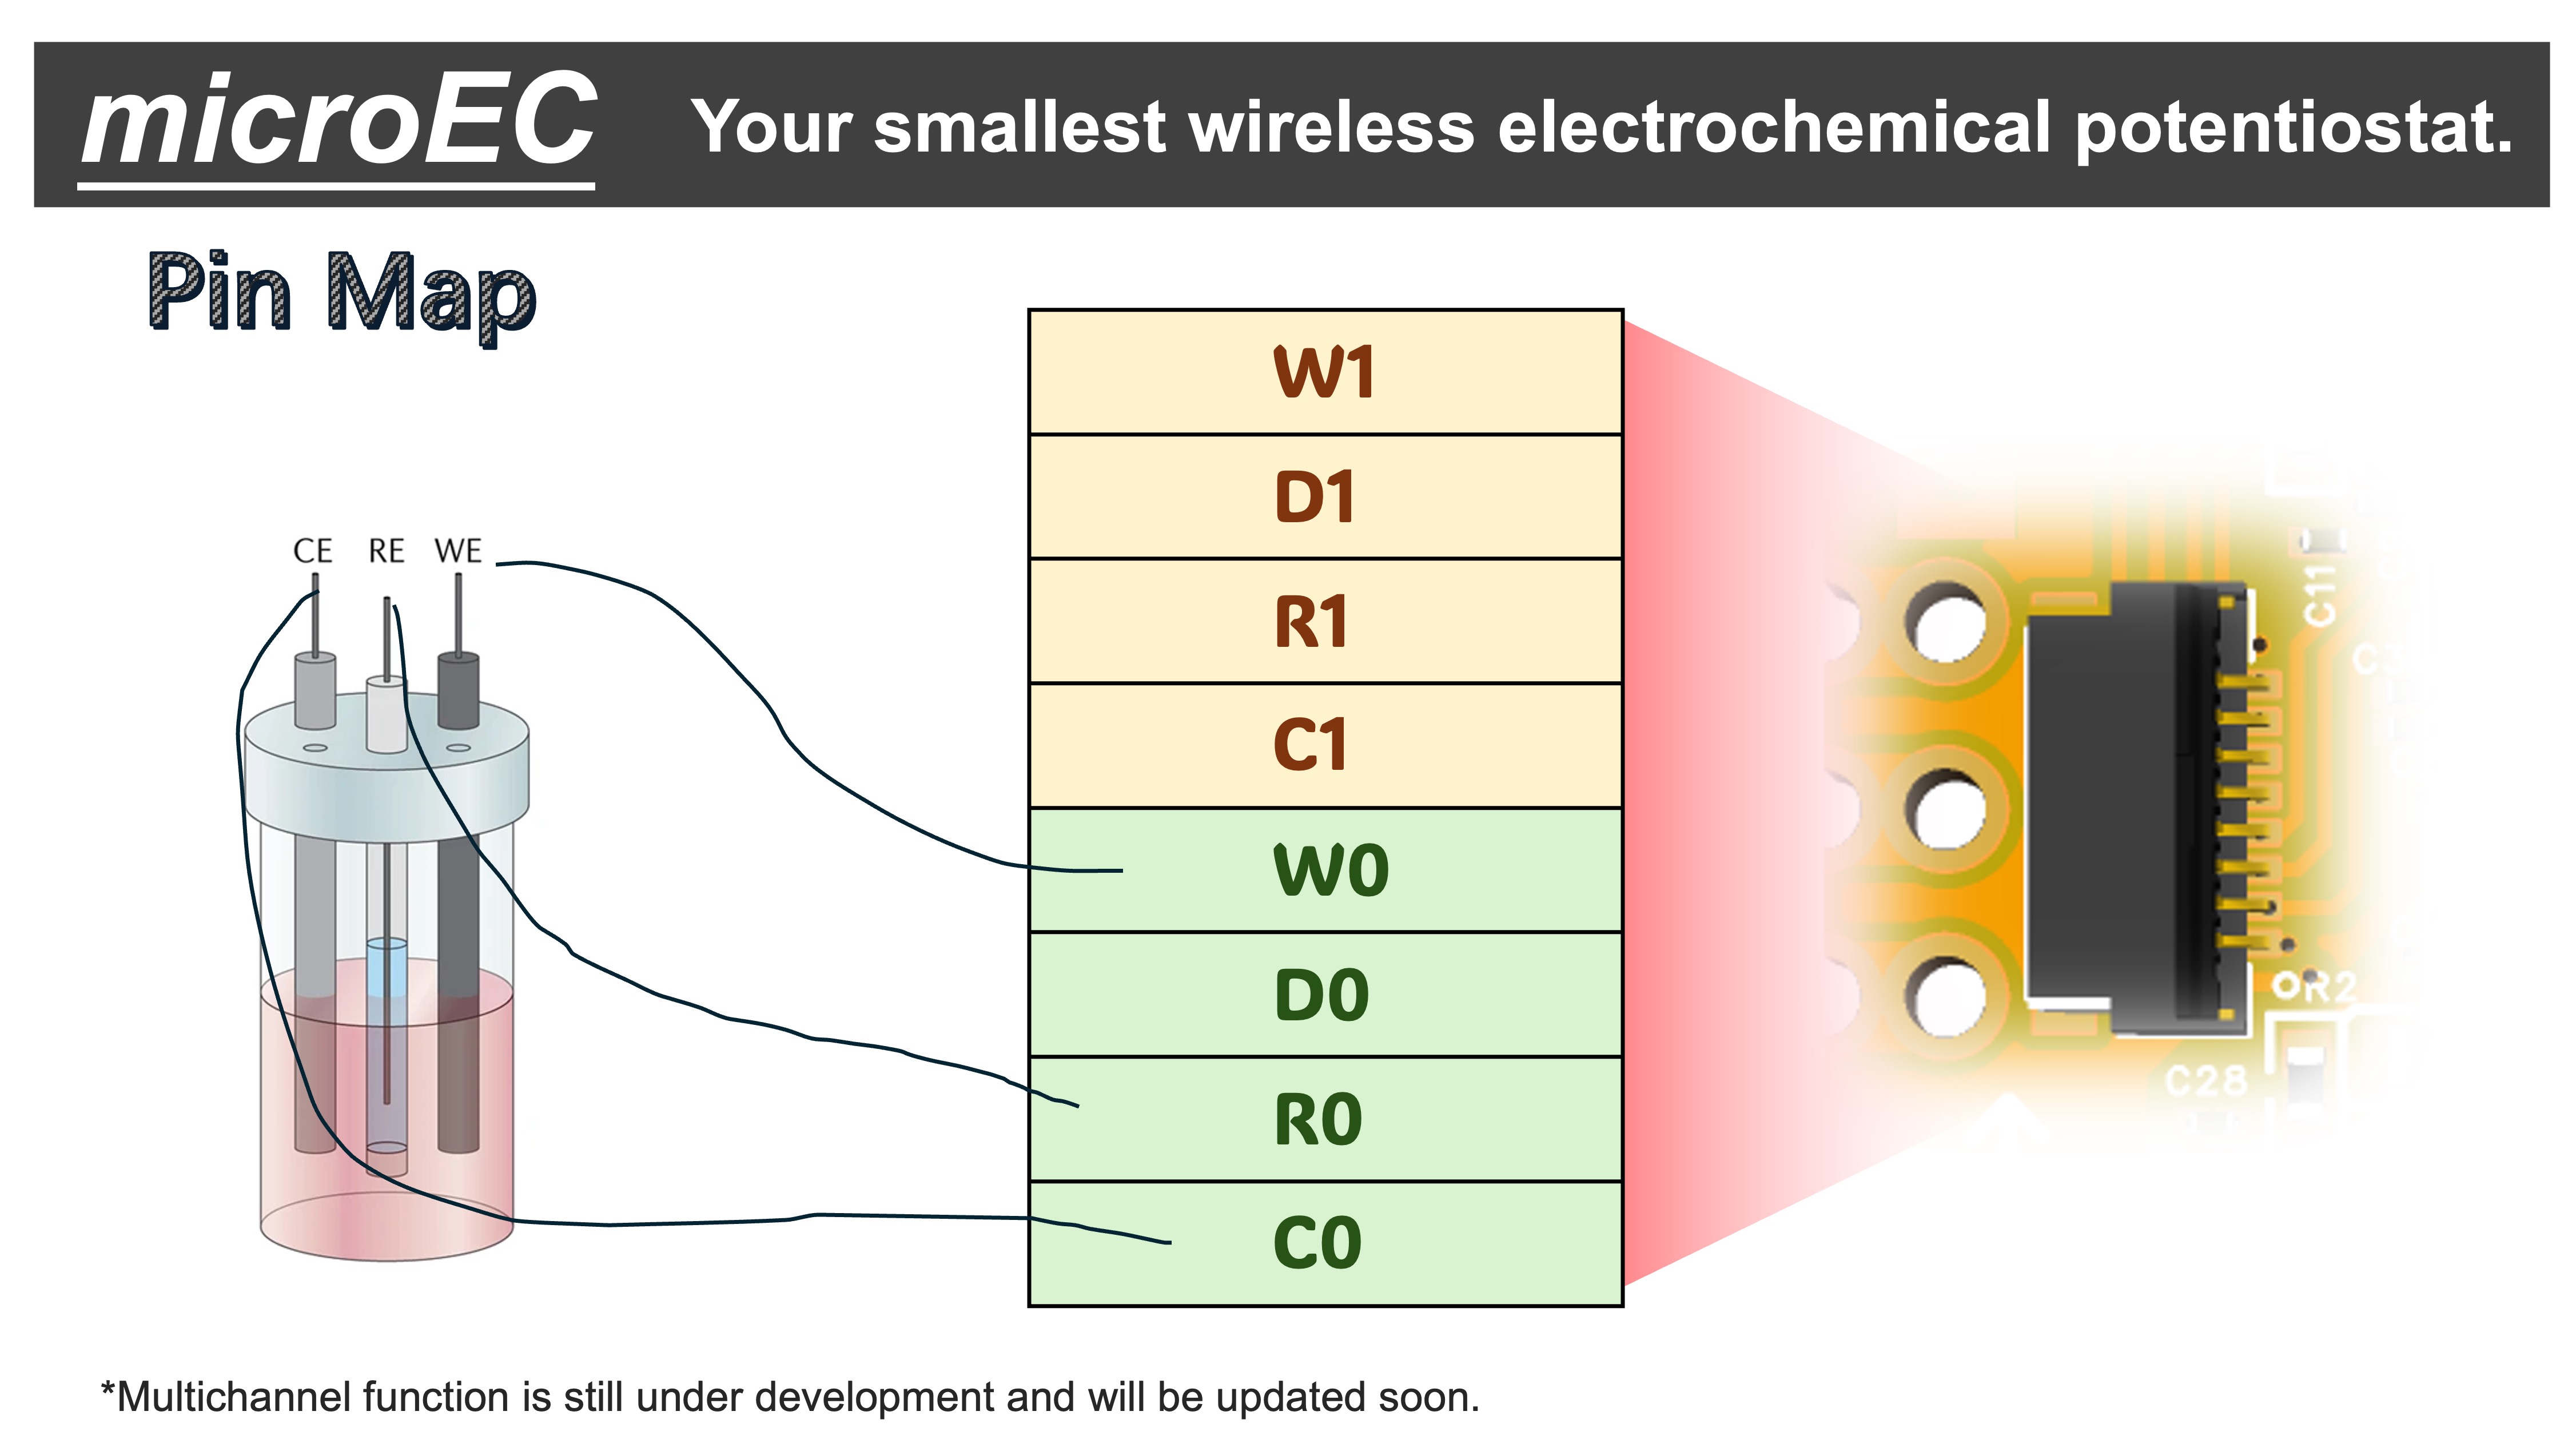 microEC Your smallest wireless electrochemical potentiostat.
Pin Map
CE RE WE
W1
D1
R1
C1
W0
D0
R0
C0
C11
C3
OR2
C28
*Multichannel function is still under development and will be updated soon.